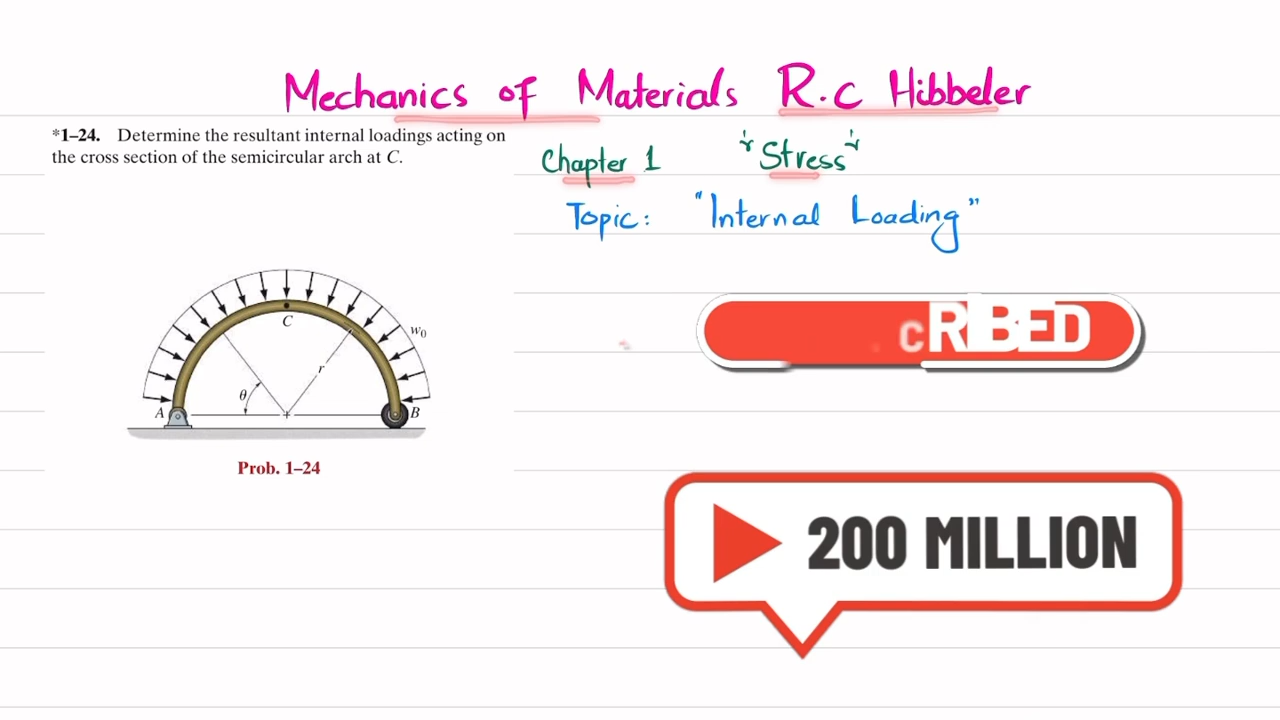 Mechanics of Materials R.c Hibbeler
*1–24. Determine the resultant internal loadings acting on
the cross section of the semicircular arch at C.
Chapter 1 "Stress"
Topic: "Internal Loading"
C
w0
r
θ
A
B
Prob. 1–24
CRIBED
200 MILLION